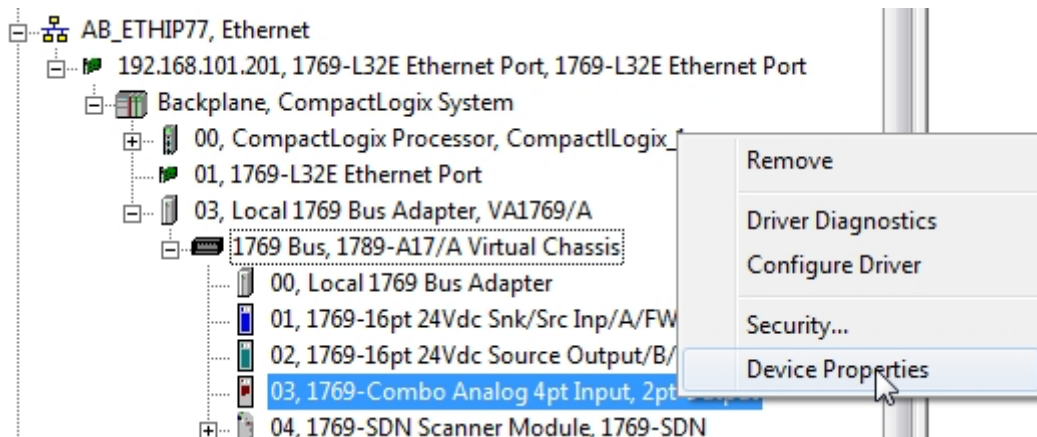 AB_ETHIP77, Ethernet
192.168.101.201, 1769-L32E Ethernet Port, 1769-L32E Ethernet Port
Backplane, CompactLogix System
00, CompactLogix Processor, CompactlLogix_1
01, 1769-L32E Ethernet Port
03, Local 1769 Bus Adapter, VA1769/A
1769 Bus, 1789-A17/A Virtual Chassis
00, Local 1769 Bus Adapter
01, 1769-16pt 24Vdc Snk/Src Inp/A/FW
02, 1769-16pt 24Vdc Source Output/B/
03, 1769-Combo Analog 4pt Input, 2pt
04, 1769-SDN Scanner Module, 1769-SDN
Remove
Driver Diagnostics
Configure Driver
Security...
Device Properties